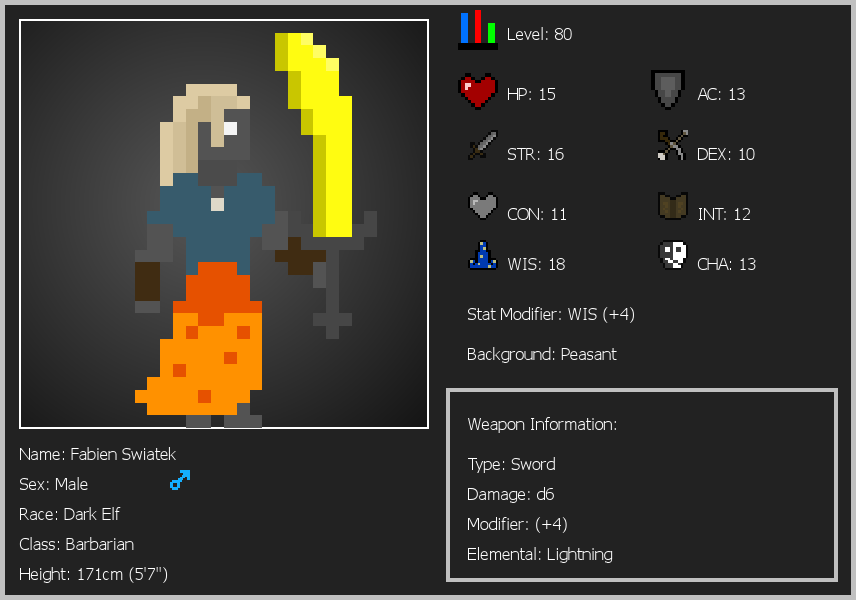 Level: 80
HP: 15
AC: 13
STR: 16
DEX: 10
CON: 11
INT: 12
WIS: 18
CHA: 13
Stat Modifier: WIS (+4)
Background: Peasant
Weapon Information:
Type: Sword
Damage: d6
Modifier: (+4)
Elemental: Lightning
Name: Fabien Swiatek
Sex: Male
Race: Dark Elf
Class: Barbarian
Height: 171cm (5'7")